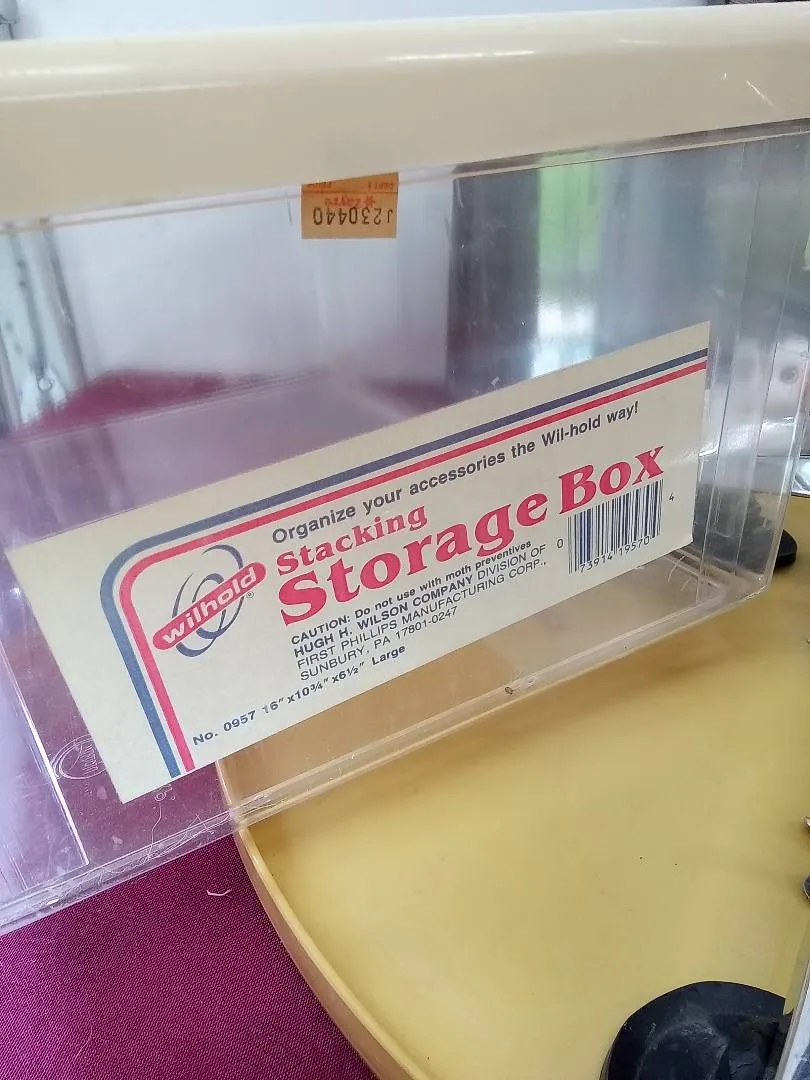 zayre
J230440
Organize your accessories the Wil-hold way!
wilhold®
Stacking
Storage Box
CAUTION: Do not use with moth preventives
HUGH H. WILSON COMPANY DIVISION OF
FIRST PHILLIPS MANUFACTURING CORP.,
SUNBURY, PA 17801-0247
No. 0957 16" x10¾" x6½" Large
0 73914 19570 4